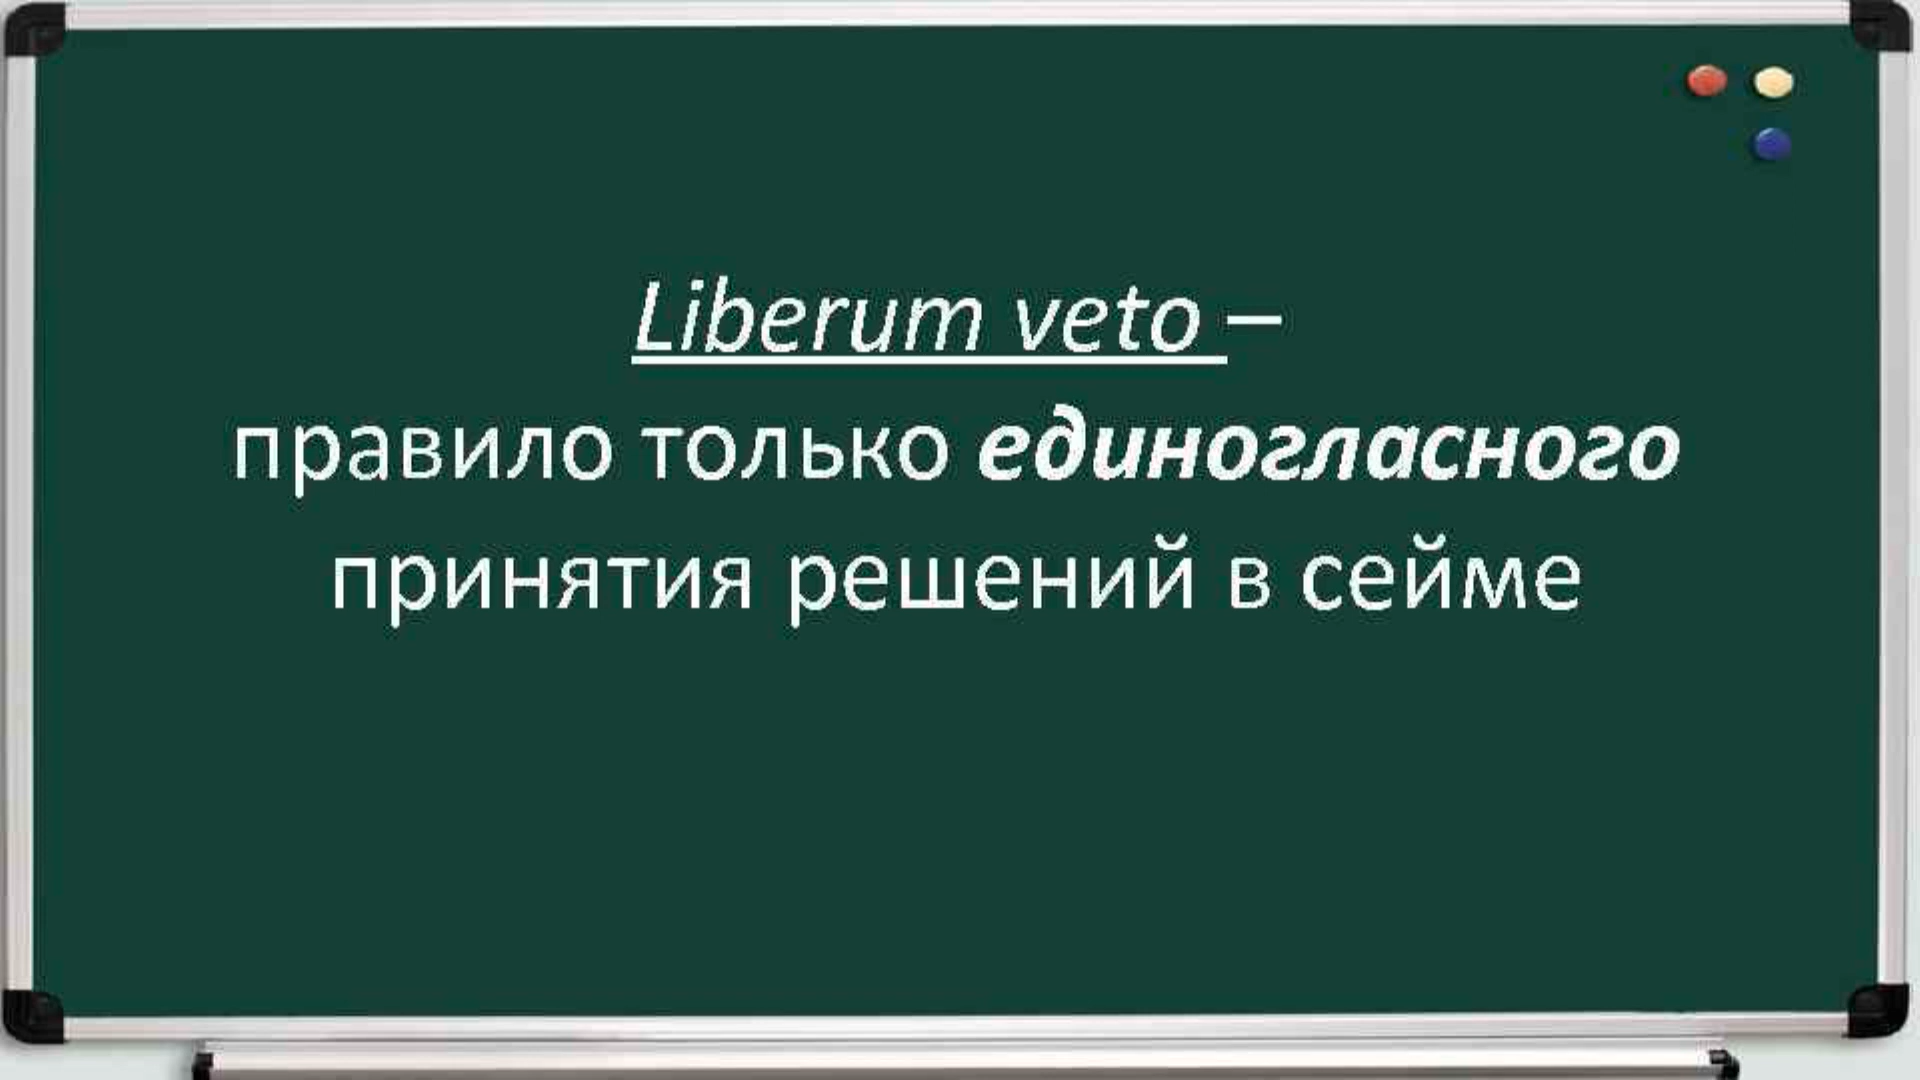 Liberum veto –
правило только единогласного
принятия решений в сейме